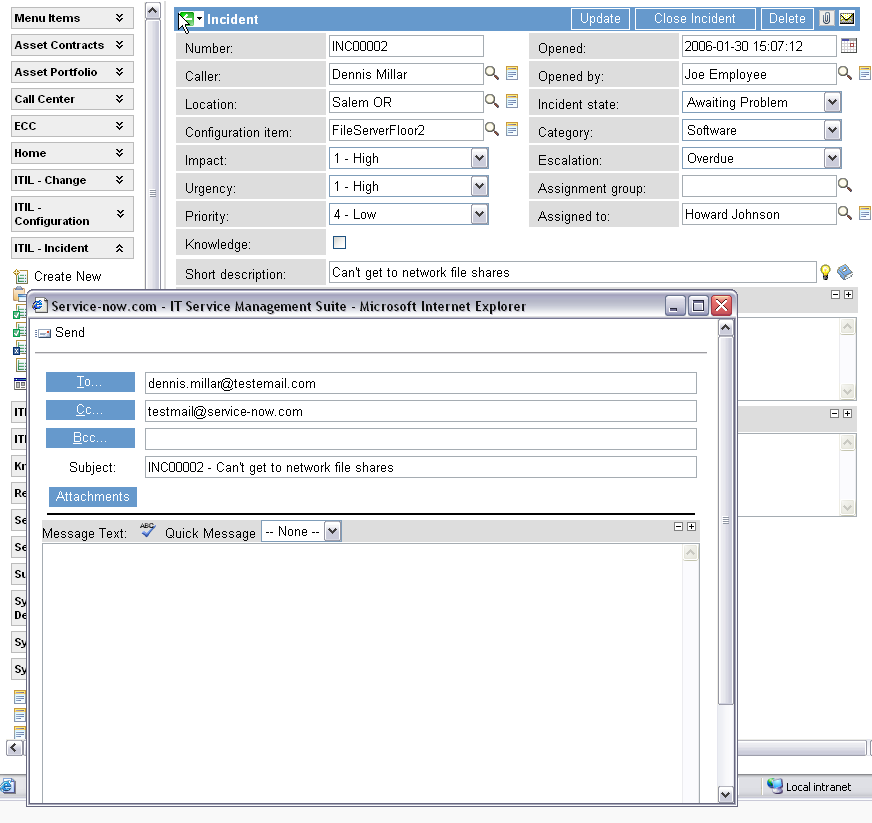 Menu Items
Asset Contracts
Asset Portfolio
Call Center
ECC
Home
ITIL - Change
ITIL -
Configuration
ITIL - Incident
Create New
Incident
Update
Close Incident
Delete
Number: INC00002
Opened: 2006-01-30 15:07:12
Caller: Dennis Millar
Opened by: Joe Employee
Location: Salem OR
Incident state: Awaiting Problem
Configuration item: FileServerFloor2
Category: Software
Impact: 1 - High
Escalation: Overdue
Urgency: 1 - High
Assignment group:
Priority: 4 - Low
Assigned to: Howard Johnson
Knowledge:
Short description: Can't get to network file shares
Service-now.com - IT Service Management Suite - Microsoft Internet Explorer
Send
To... dennis.millar@testemail.com
Cc... testmail@service-now.com
Bcc...
Subject: INC00002 - Can't get to network file shares
Attachments
Message Text: ABC Quick Message -- None --
ITI
ITI
Kn
Re
Se
Se
Su
Sy
De
Sy
Sy
Local intranet